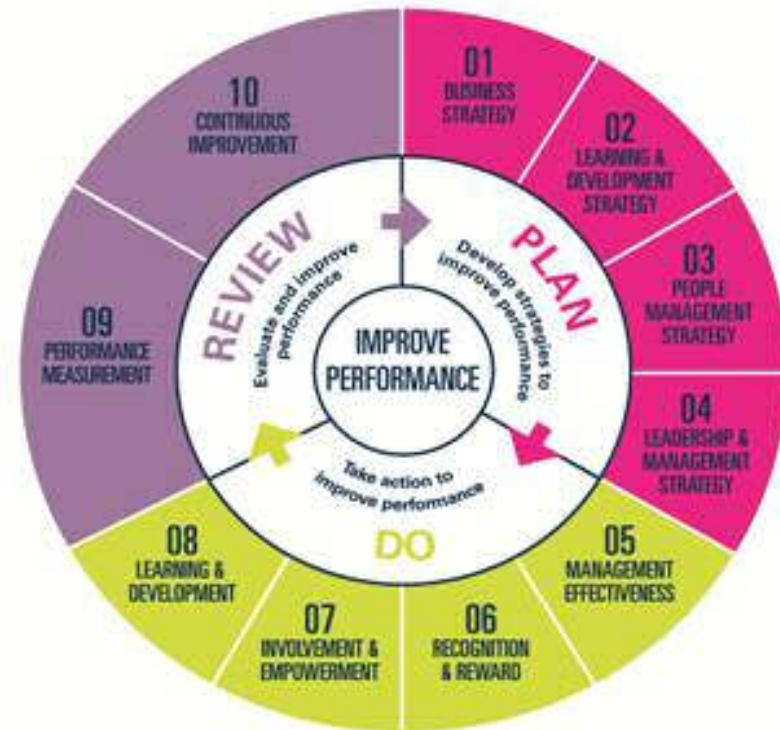 IMPROVE
PERFORMANCE
PLAN
Develop strategies to
improve performance
DO
Take action to
improve performance
REVIEW
Evaluate and improve
performance
01
BUSINESS
STRATEGY
02
LEARNING &
DEVELOPMENT
STRATEGY
03
PEOPLE
MANAGEMENT
STRATEGY
04
LEADERSHIP &
MANAGEMENT
STRATEGY
05
MANAGEMENT
EFFECTIVENESS
06
RECOGNITION
& REWARD
07
INVOLVEMENT &
EMPOWERMENT
08
LEARNING &
DEVELOPMENT
09
PERFORMANCE
MEASUREMENT
10
CONTINUOUS
IMPROVEMENT